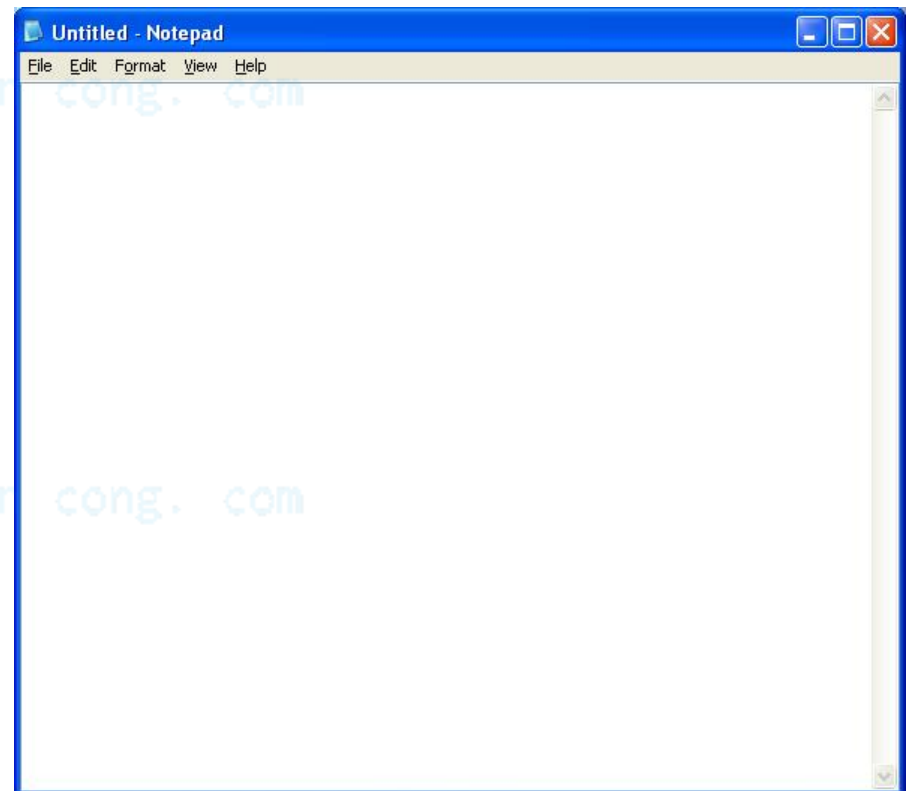 Untitled - Notepad
File Edit Format View Help
n cong. com
n cong. com